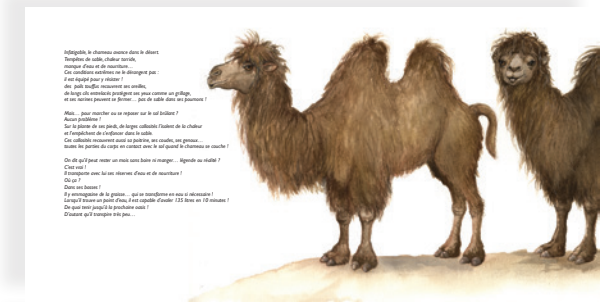 Infatigable, le chameau avance dans le désert.
Tempêtes de sable, chaleur torride,
manque d'eau et de nourriture…
Ces conditions extrêmes ne le dérangent pas :
il est équipé pour y résister !
des poils touffus recouvrent ses oreilles,
de longs cils entrelacés protègent ses yeux comme un grillage,
et ses narines peuvent se fermer… pas de sable dans ses poumons !
Mais… pour marcher ou se reposer sur le sol brûlant ?
Aucun problème !
Sur la plante de ses pieds, de larges callosités l'isolent de la chaleur
et l'empêchent de s'enfoncer dans le sable.
Ces callosités recouvrent aussi sa poitrine, ses coudes, ses genoux…
toutes les parties du corps en contact avec le sol quand le chameau se couche !
On dit qu'il peut rester un mois sans boire ni manger… légende ou réalité ?
C'est vrai !
Il transporte avec lui ses réserves d'eau et de nourriture !
Où ça ?
Dans ses bosses !
Il y emmagasine de la graisse… qui se transforme en eau si nécessaire !
Lorsqu'il trouve un point d'eau, il est capable d'avaler 135 litres en 10 minutes !
De quoi tenir jusqu'à la prochaine oasis !
D'autant qu'il transpire très peu…